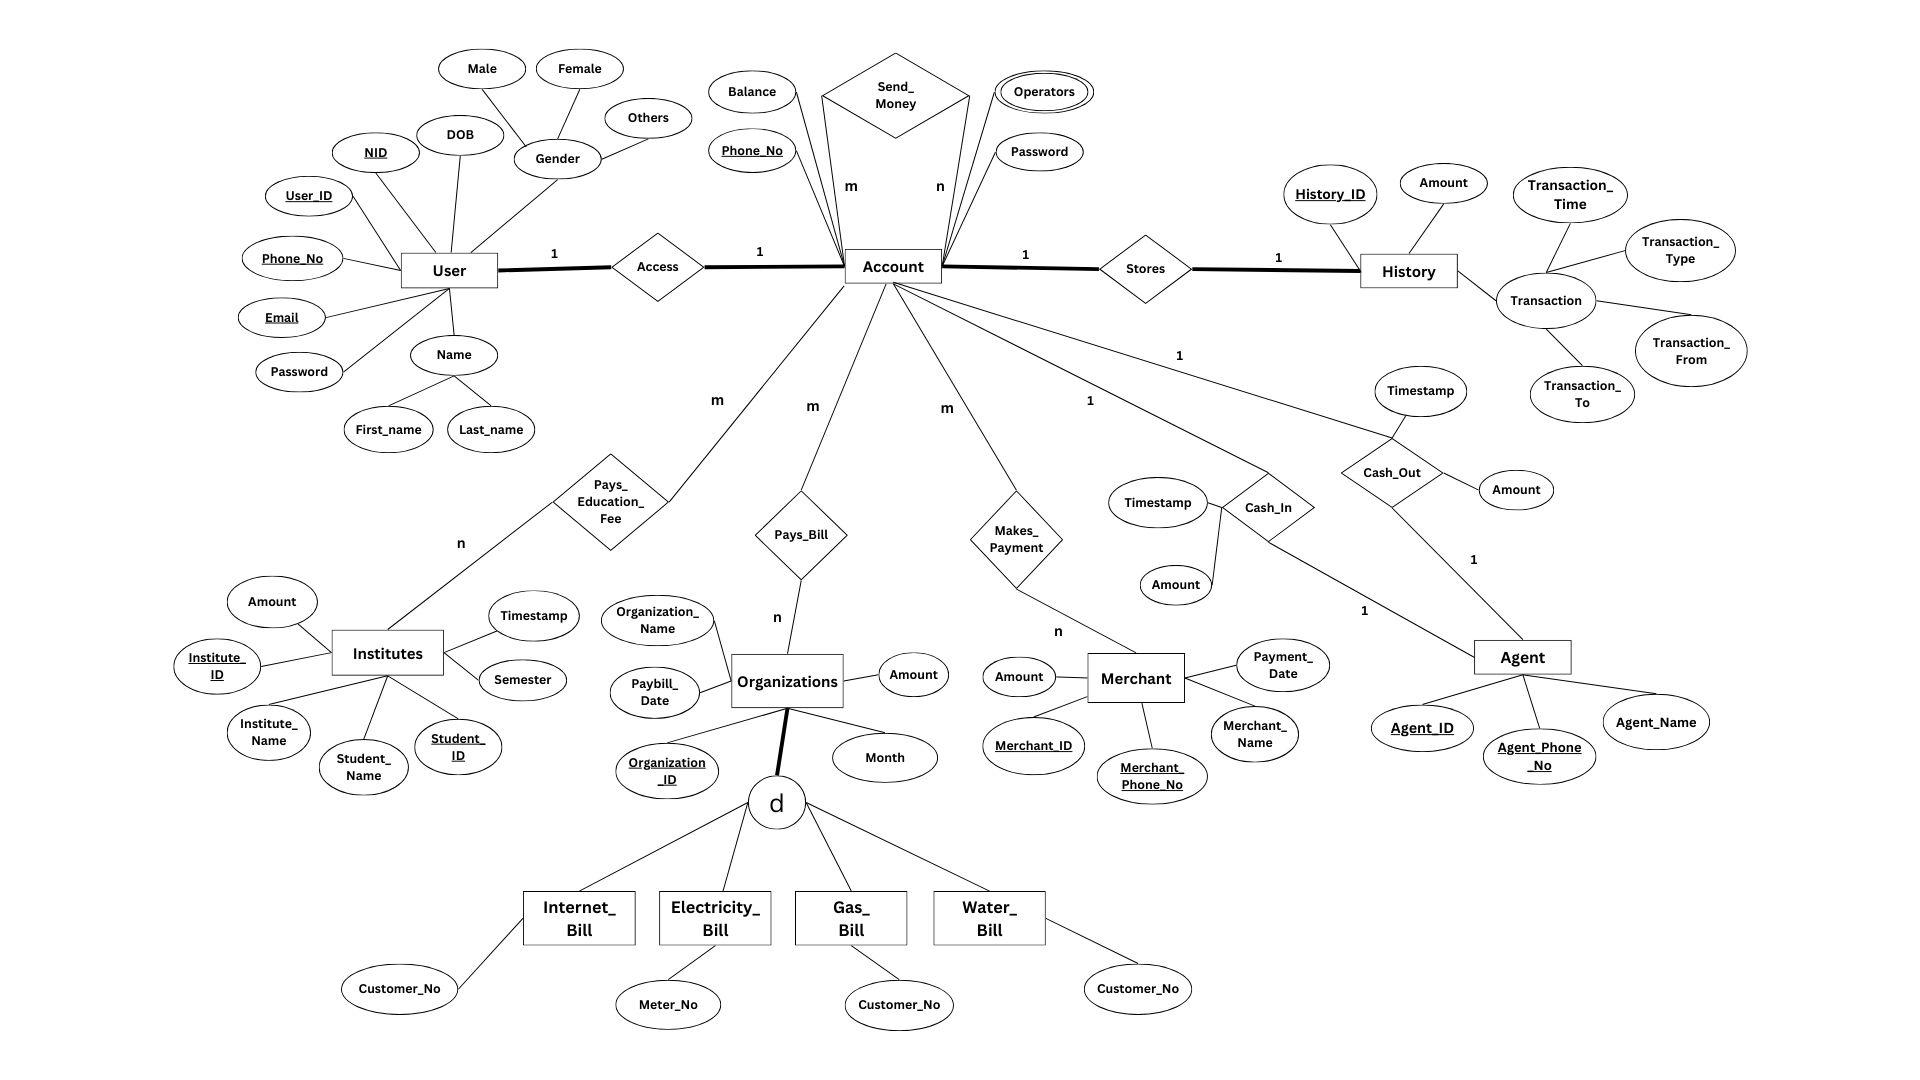 Male
Female
Others
DOB
NID
Gender
User_ID
Phone_No
Email
Password
User
Name
First_name
Last_name
1
Access
1
Balance
Phone_No
Send_
Money
m
n
Operators
Password
Account
1
Stores
1
History_ID
Amount
History
Transaction_
Time
Transaction_
Type
Transaction
Transaction_
From
Transaction_
To
m
m
m
1
1
Pays_
Education_
Fee
n
Pays_Bill
n
Makes_
Payment
n
Timestamp
Cash_In
Amount
1
Timestamp
Cash_Out
Amount
1
Amount
Institute_
ID
Institutes
Timestamp
Semester
Institute_
Name
Student_
Name
Student_
ID
Organization_
Name
Paybill_
Date
Organizations
Amount
Organization
_ID
Month
Amount
Merchant
Payment_
Date
Merchant_ID
Merchant_
Phone_No
Merchant_
Name
Agent
Agent_ID
Agent_Phone
_No
Agent_Name
d
Internet_
Bill
Electricity_
Bill
Gas_
Bill
Water_
Bill
Customer_No
Meter_No
Customer_No
Customer_No